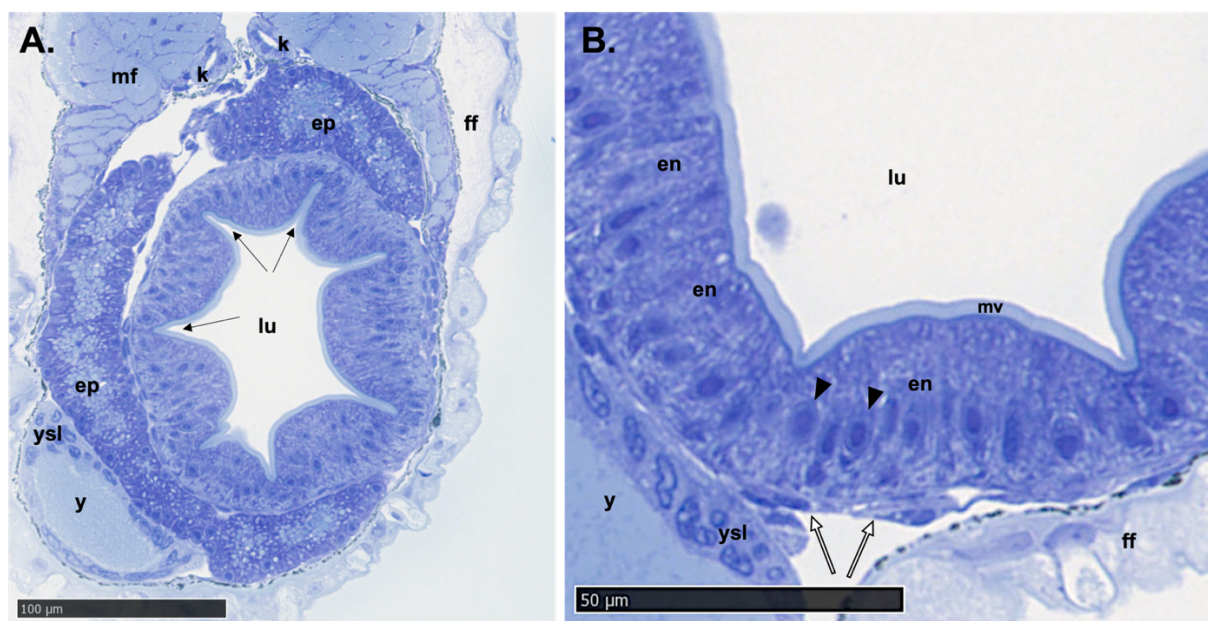 A.
k
k
mf
ep
ff
lu
ep
ysl
y
100 µm
B.
en
lu
en
mv
en
y
ysl
ff
50 µm